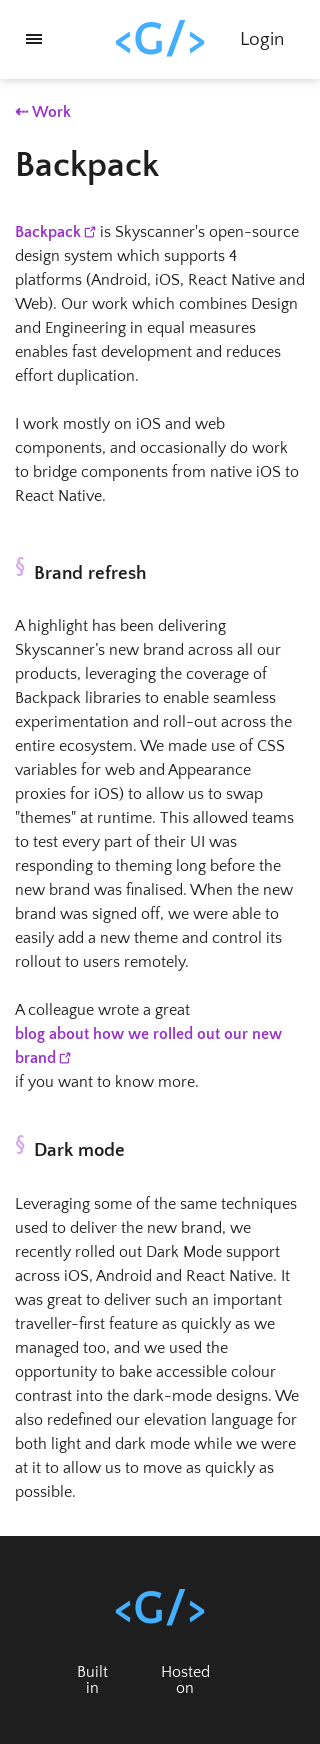 <G/>
Login
⇠ Work
Backpack
Backpack is Skyscanner's open-source
design system which supports 4
platforms (Android, iOS, React Native and
Web). Our work which combines Design
and Engineering in equal measures
enables fast development and reduces
effort duplication.
I work mostly on iOS and web
components, and occasionally do work
to bridge components from native iOS to
React Native.
§ Brand refresh
A highlight has been delivering
Skyscanner’s new brand across all our
products, leveraging the coverage of
Backpack libraries to enable seamless
experimentation and roll-out across the
entire ecosystem. We made use of CSS
variables for web and Appearance
proxies for iOS) to allow us to swap
"themes" at runtime. This allowed teams
to test every part of their UI was
responding to theming long before the
new brand was finalised. When the new
brand was signed off, we were able to
easily add a new theme and control its
rollout to users remotely.
A colleague wrote a great
blog about how we rolled out our new
brand
if you want to know more.
§ Dark mode
Leveraging some of the same techniques
used to deliver the new brand, we
recently rolled out Dark Mode support
across iOS, Android and React Native. It
was great to deliver such an important
traveller-first feature as quickly as we
managed too, and we used the
opportunity to bake accessible colour
contrast into the dark-mode designs. We
also redefined our elevation language for
both light and dark mode while we were
at it to allow us to move as quickly as
possible.
<G/>
Built
in
Hosted
on